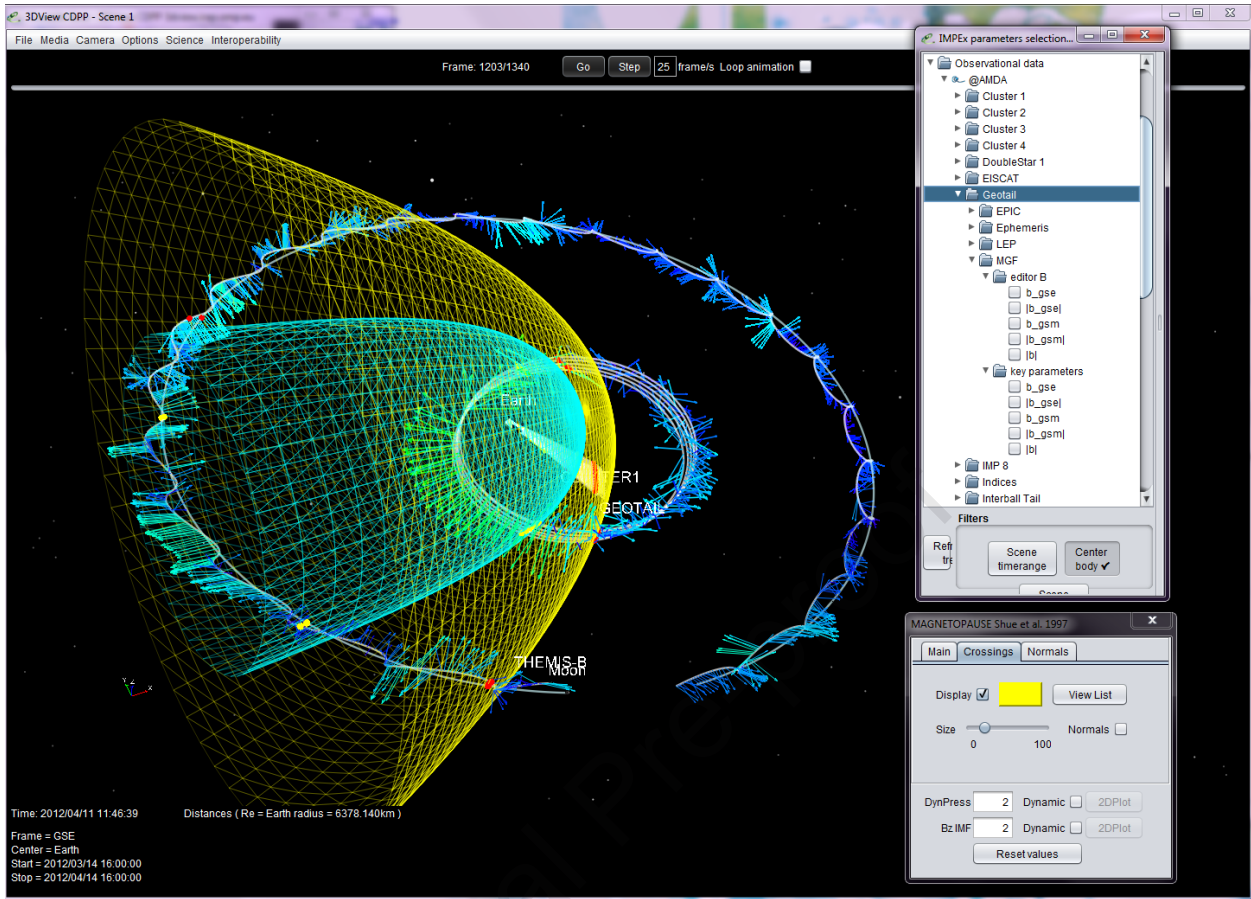 3DView CDPP - Scene 1
File Media Camera Options Science Interoperability
Frame: 1203/1340 Go Step 25 frame/s Loop animation
IMPEx parameters selection...
Observational data
@AMDA
Cluster 1
Cluster 2
Cluster 3
Cluster 4
DoubleStar 1
EISCAT
Geotail
EPIC
Ephemeris
LEP
MGF
editor B
b_gse
|b_gse|
b_gsm
|b_gsm|
|b|
key parameters
b_gse
|b_gse|
b_gsm
|b_gsm|
|b|
IMP 8
Indices
Interball Tail
Filters
Refr
tre
Scene
timerange
Center
body ✔
Scene
Earth
TER1
GEOTAIL
THEMIS-B
Moon
Y Z
X
MAGNETOPAUSE Shue et al. 1997
Main Crossings Normals
Display View List
Size Normals
0 100
DynPress 2 Dynamic 2DPlot
Bz IMF 2 Dynamic 2DPlot
Reset values
Time: 2012/04/11 11:46:39 Distances ( Re = Earth radius = 6378.140km )
Frame = GSE
Center = Earth
Start = 2012/03/14 16:00:00
Stop = 2012/04/14 16:00:00